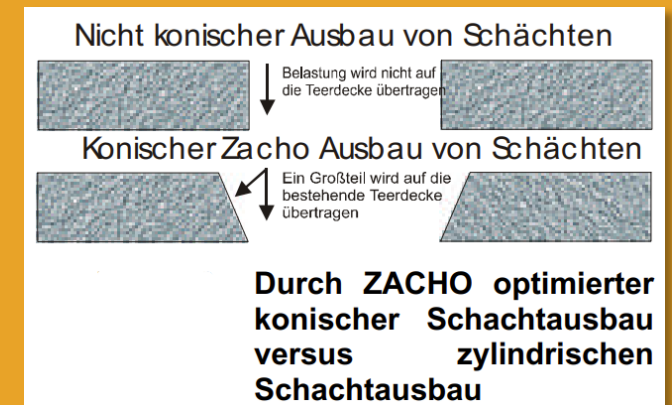 Nicht konischer Ausbau von Schächten
Belastung wird nicht auf
die Teerdecke übertragen
Konischer Zacho Ausbau von Schächten
Ein Großteil wird auf die
bestehende Teerdecke
übertragen
Durch ZACHO optimierter
konischer Schachtausbau
versus zylindrischen
Schachtausbau